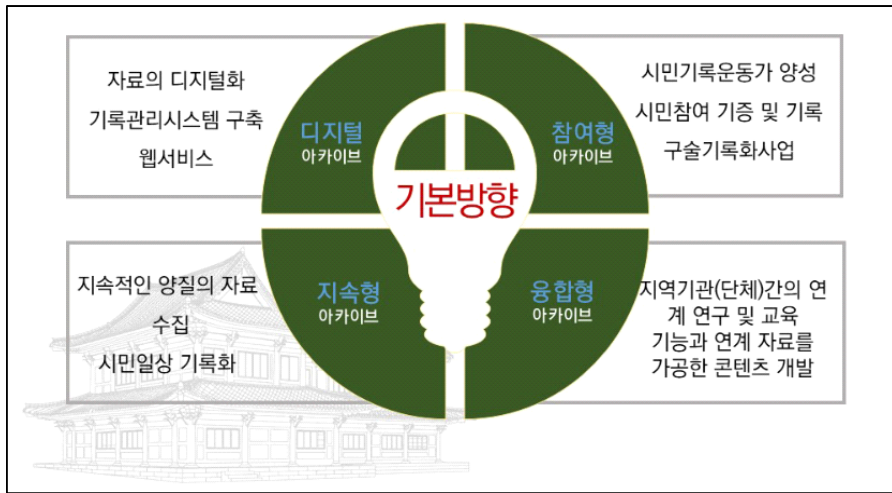 자료의 디지털화
기록관리시스템 구축
웹서비스
디지털
아카이브
참여형
아카이브
시민기록운동가 양성
시민참여 기증 및 기록
구술기록화사업
기본방향
지속적인 양질의 자료
수집
시민일상 기록화
지속형
아카이브
융합형
아카이브
지역기관(단체)간의 연
계 연구 및 교육
기능과 연계 자료를
가공한 콘텐츠 개발